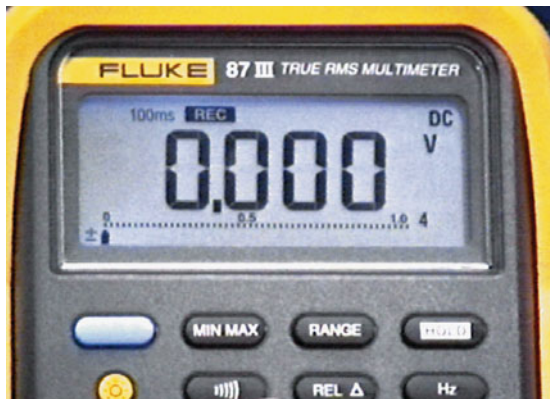 FLUKE 87 III TRUE RMS MULTIMETER
100ms REC DC
V
0.000
0 0.5 1.0 4
±
MIN MAX RANGE HOLD
REL Δ Hz